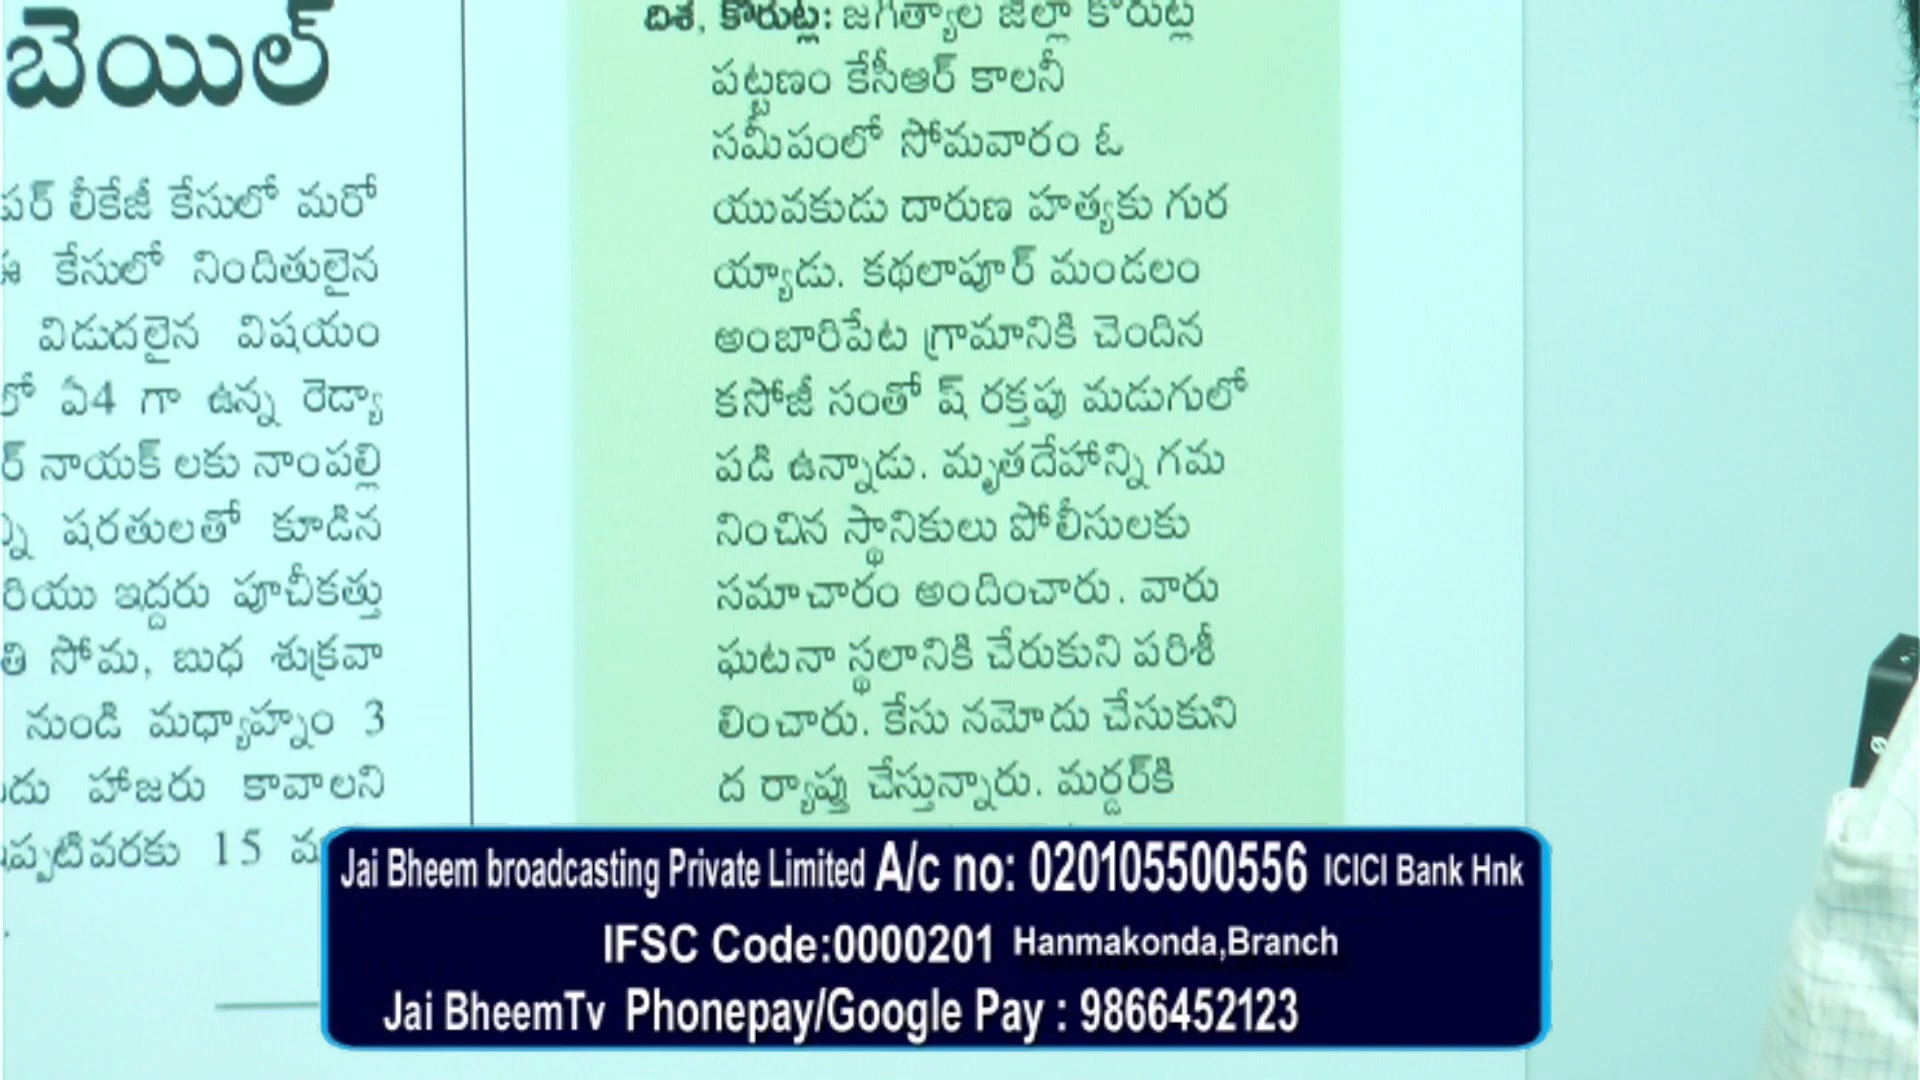 బెయిల్
పర్ లీకేజీ కేసులో మరో
ఈ కేసులో నిందితులైన
విడుదలైన విషయం
లో ఏ4 గా ఉన్న రెడ్యా
ర్ నాయక్ లకు నాంపల్లి
న్ని షరతులతో కూడిన
రియు ఇద్దరు పూచీకత్తు
తి సోమ, బుధ శుక్రవా
నుండి మధ్యాహ్నం 3
దు హాజరు కావాలని
ప్పటివరకు 15
దిశ, కోరుట్ల: జగిత్యాల జిల్లా కోరుట్ల
పట్టణం కేసీఆర్ కాలనీ
సమీపంలో సోమవారం ఓ
యువకుడు దారుణ హత్యకు గుర
య్యాడు. కథలాపూర్ మండలం
అంబారిపేట గ్రామానికి చెందిన
కసోజీ సంతో ష్ రక్తపు మడుగులో
పడి ఉన్నాడు. మృతదేహాన్ని గమ
నించిన స్థానికులు పోలీసులకు
సమాచారం అందించారు. వారు
ఘటనా స్థలానికి చేరుకుని పరిశీ
లించారు. కేసు నమోదు చేసుకుని
ద ర్యాప్తు చేస్తున్నారు. మర్డర్‌కి
Jai Bheem broadcasting Private Limited A/c no: 020105500556 ICICI Bank Hnk
IFSC Code:0000201 Hanmakonda,Branch
Jai BheemTv Phonepay/Google Pay : 9866452123